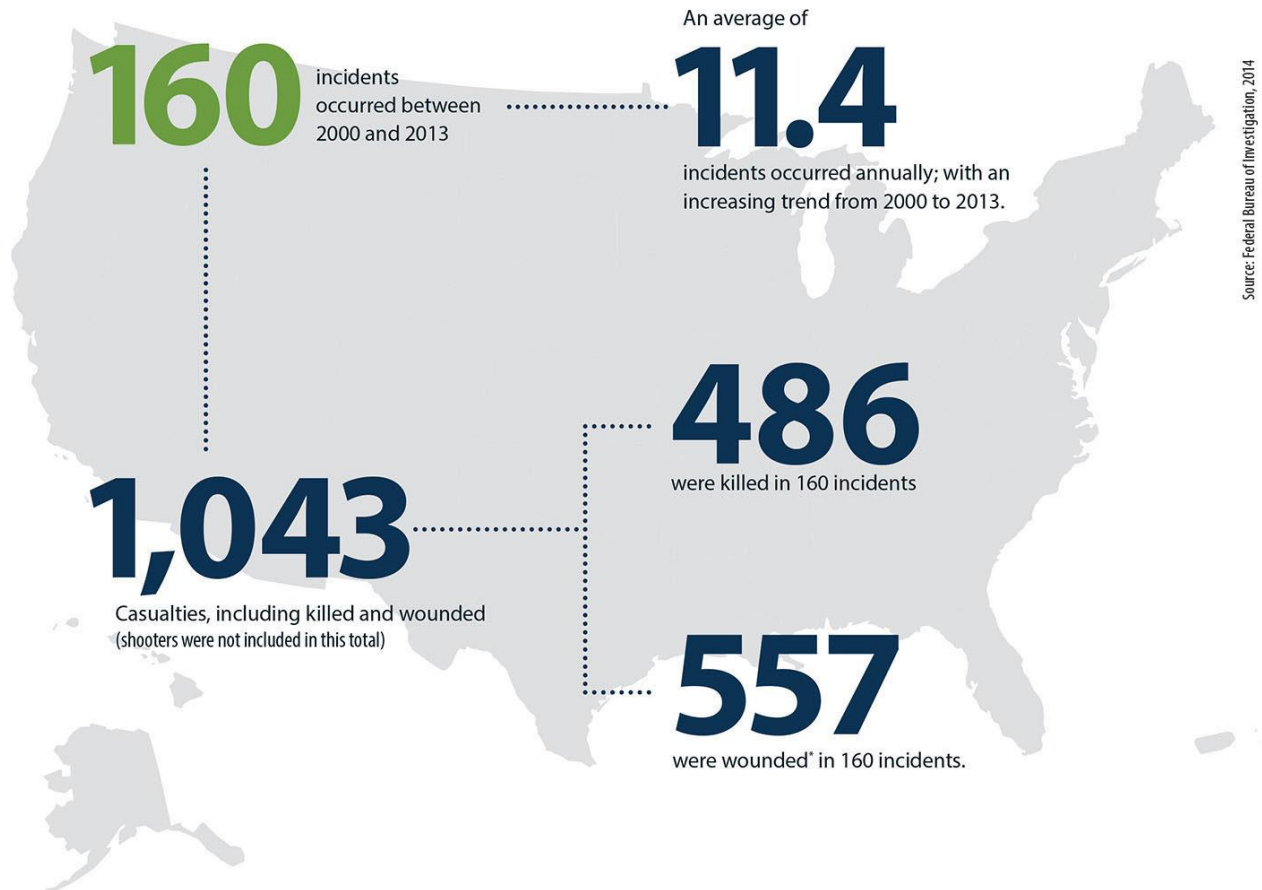 160
incidents
occurred between
2000 and 2013
An average of
11.4
incidents occurred annually; with an
increasing trend from 2000 to 2013.
1,043
Casualties, including killed and wounded
(shooters were not included in this total)
486
were killed in 160 incidents
557
were wounded* in 160 incidents.
Source: Federal Bureau of Investigation, 2014